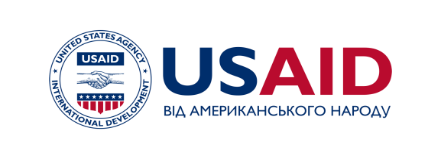 UNITED STATES AGENCY
USAID
INTERNATIONAL DEVELOPMENT
USAID
ВІД АМЕРИКАНСЬКОГО НАРОДУ